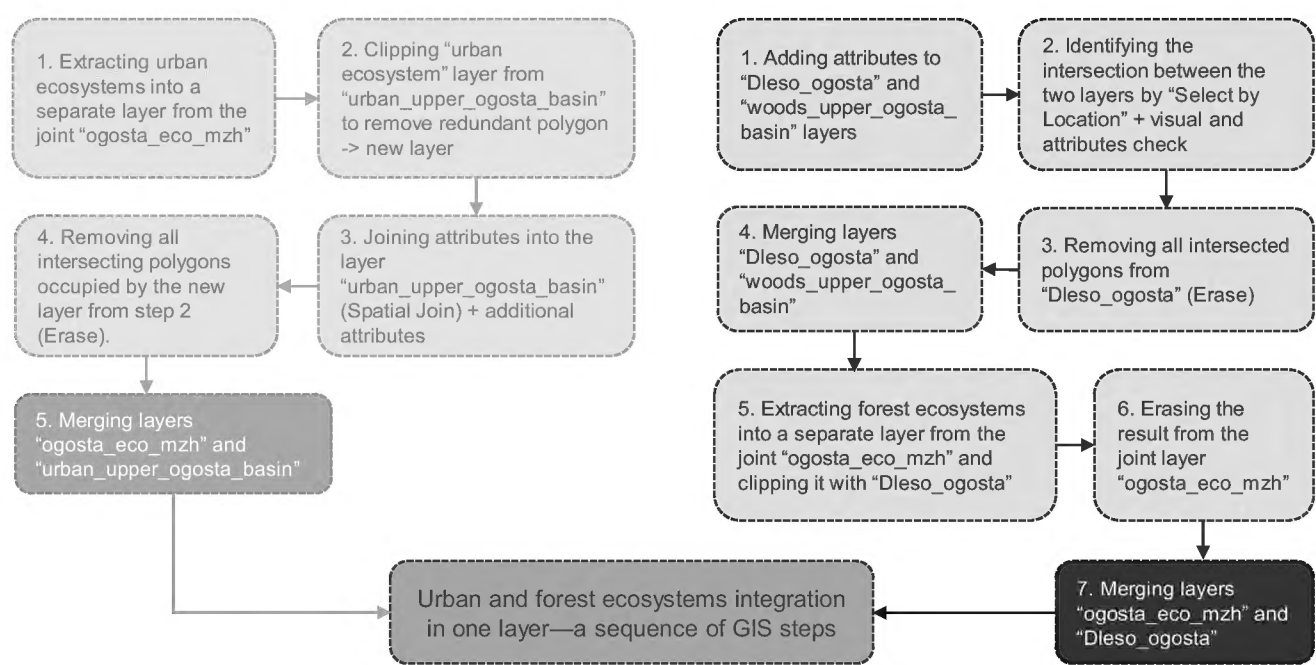 1. Extracting urban
ecosystems into a
separate layer from the
joint “ogosta_eco_mzh”
2. Clipping “urban
ecosystem” layer from
“urban_upper_ogosta_basin”
to remove redundant polygon
-> new layer
4. Removing all
intersecting polygons
occupied by the new
layer from step 2
(Erase).
3. Joining attributes into the
layer
“urban_upper_ogosta_basin”
(Spatial Join) + additional
attributes
5. Merging layers
“ogosta_eco_mzh” and
“urban_upper_ogosta_basin”
1. Adding attributes to
“Dleso_ogosta” and
“woods_upper_ogosta_
basin” layers
2. Identifying the
intersection between the
two layers by “Select by
Location” + visual and
attributes check
4. Merging layers
“Dleso_ogosta” and
“woods_upper_ogosta_
basin”
3. Removing all intersected
polygons from
“Dleso_ogosta” (Erase)
5. Extracting forest ecosystems
into a separate layer from the
joint “ogosta_eco_mzh” and
clipping it with “Dleso_ogosta”
6. Erasing the
result from the
joint layer
“ogosta_eco_mzh”
7. Merging layers
“ogosta_eco_mzh” and
“Dleso_ogosta”
Urban and forest ecosystems integration
in one layer—a sequence of GIS steps